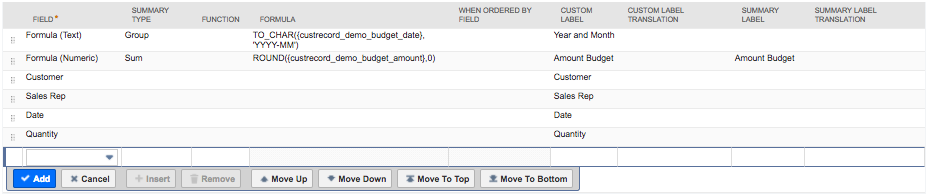 FIELD * SUMMARY TYPE FUNCTION FORMULA WHEN ORDERED BY FIELD CUSTOM LABEL CUSTOM LABEL TRANSLATION SUMMARY LABEL SUMMARY LABEL TRANSLATION
Formula (Text) Group TO_CHAR({custrecord_demo_budget_date}, 'YYYY-MM') Year and Month
Formula (Numeric) Sum ROUND({custrecord_demo_budget_amount},0) Amount Budget Amount Budget
Customer Customer
Sales Rep Sales Rep
Date Date
Quantity Quantity
Add Cancel Insert Remove Move Up Move Down Move To Top Move To Bottom